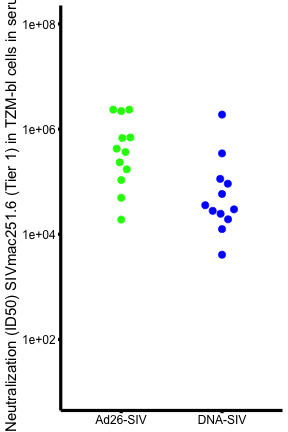 Neutralization (ID50) SIVmac251.6 (Tier 1) in TZM-bl cells in
1e+08
1e+06
1e+04
1e+02
Ad26-SIV
DNA-SIV